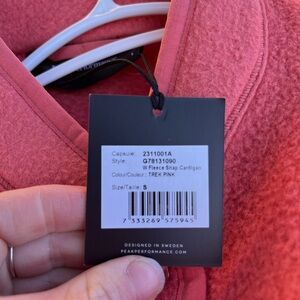 Capsule: 2311001A
Style: G78131090
W Fleece Snap Cardigan
Colour/Couleur: TREK PINK
Size/Taille: S
7 333269 575945
DESIGNED IN SWEDEN
PEAKPERFORMANCE.COM